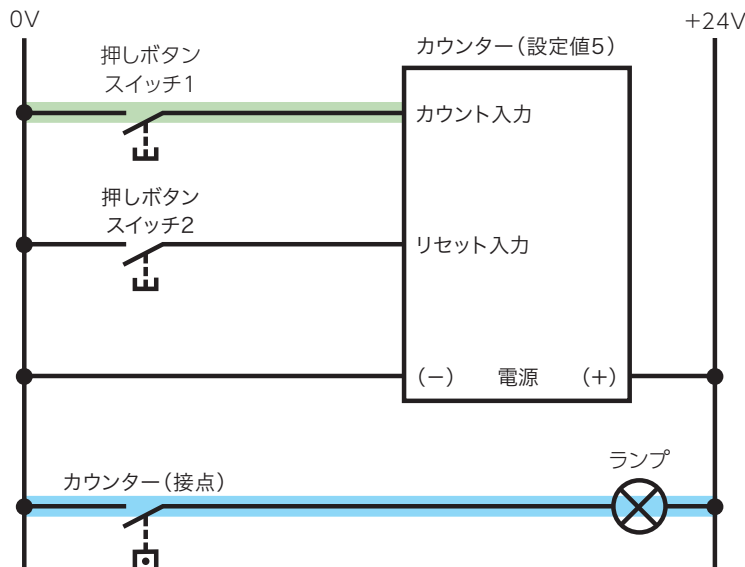 0V
+24V
押しボタン
スイッチ1
カウンター(設定値5)
カウント入力
押しボタン
スイッチ2
リセット入力
(−) 電源 (+)
ランプ
カウンター(接点)